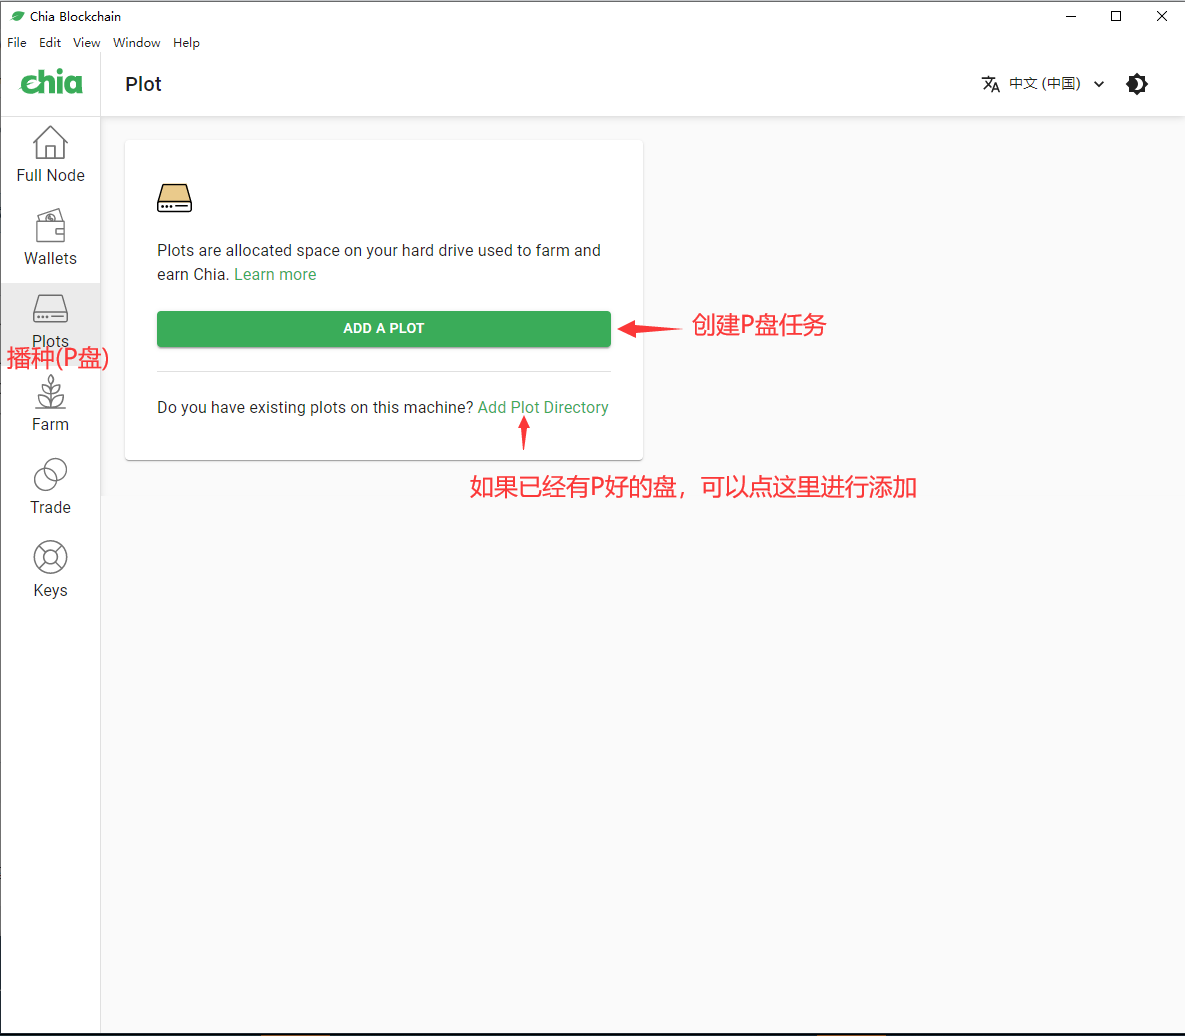 Chia Blockchain
File Edit View Window Help
chia
Plot
中文 (中国)
Full Node
Wallets
Plots
播种(P盘)
Farm
Trade
Keys
Plots are allocated space on your hard drive used to farm and
earn Chia. Learn more
ADD A PLOT
创建P盘任务
Do you have existing plots on this machine? Add Plot Directory
如果已经有P好的盘，可以点这里进行添加